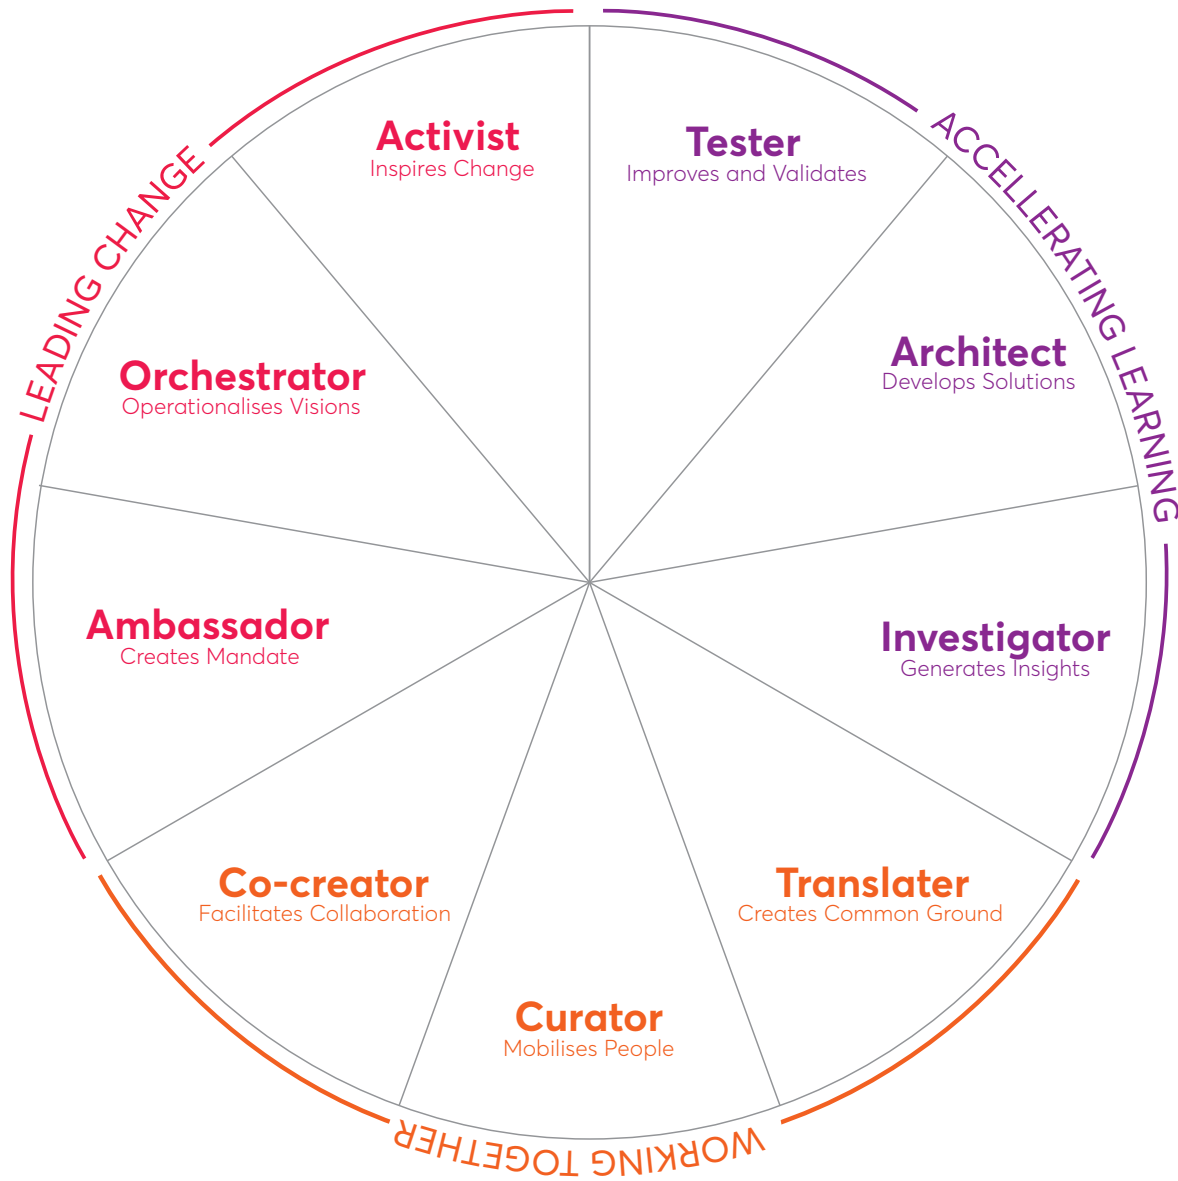 LEADING CHANGE
ACCELLERATING LEARNING
Activist
Inspires Change
Tester
Improves and Validates
Orchestrator
Operationalises Visions
Architect
Develops Solutions
Ambassador
Creates Mandate
Investigator
Generates Insights
Co-creator
Facilitates Collaboration
Translater
Creates Common Ground
Curator
Mobilises People
WORKING TOGETHER